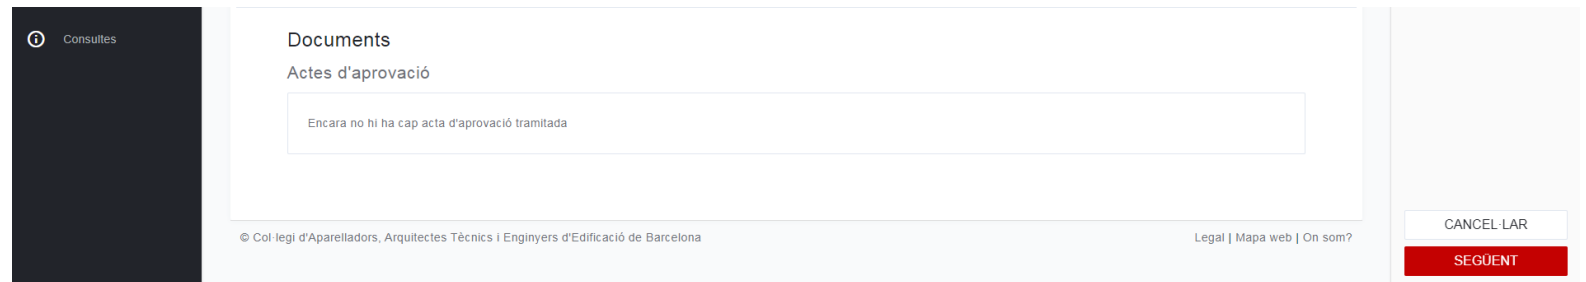 Consultes
Documents
Actes d'aprovació
Encara no hi ha cap acta d'aprovació tramitada
© Col·legi d'Aparelladors, Arquitectes Tècnics i Enginyers d'Edificació de Barcelona
Legal | Mapa web | On som?
CANCEL·LAR
SEGÜENT